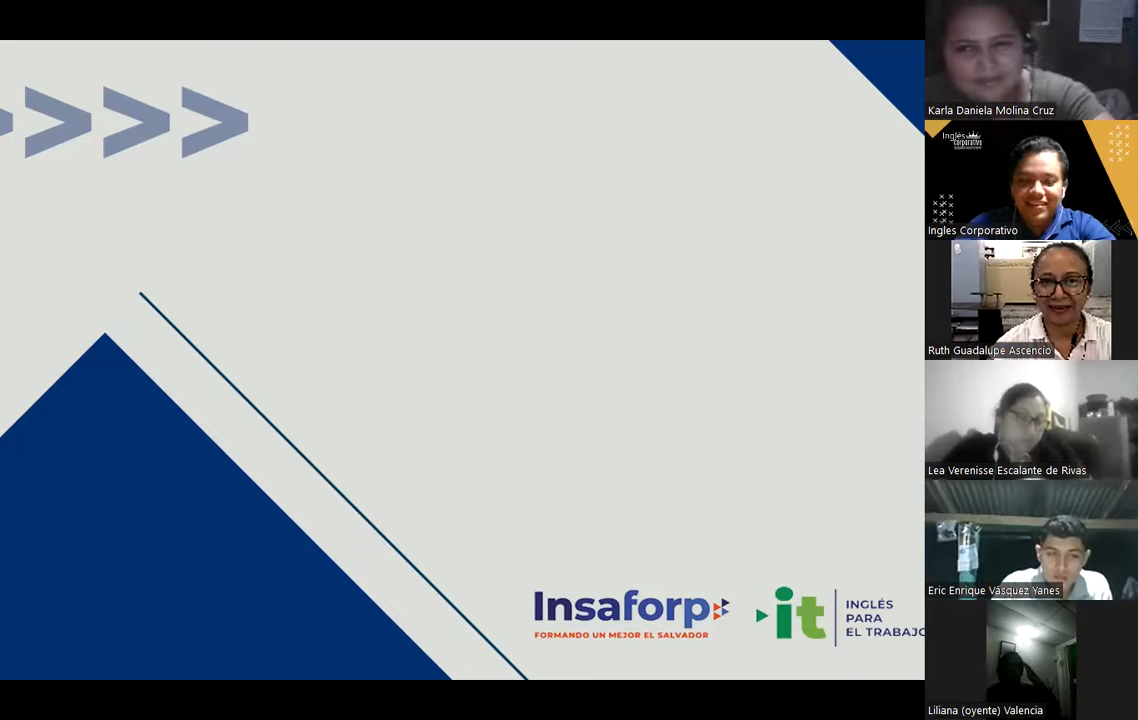 Karla Daniela Molina Cruz
Inglés
corporativo
Ingles Corporativo
Ruth Guadalupe Ascencio
Lea Verenisse Escalante de Rivas
Eric Enrique Vásquez Yanes
Liliana (oyente) Valencia
Insaforp
FORMANDO UN MEJOR EL SALVADOR
it
INGLÉS
PARA
EL TRABAJO